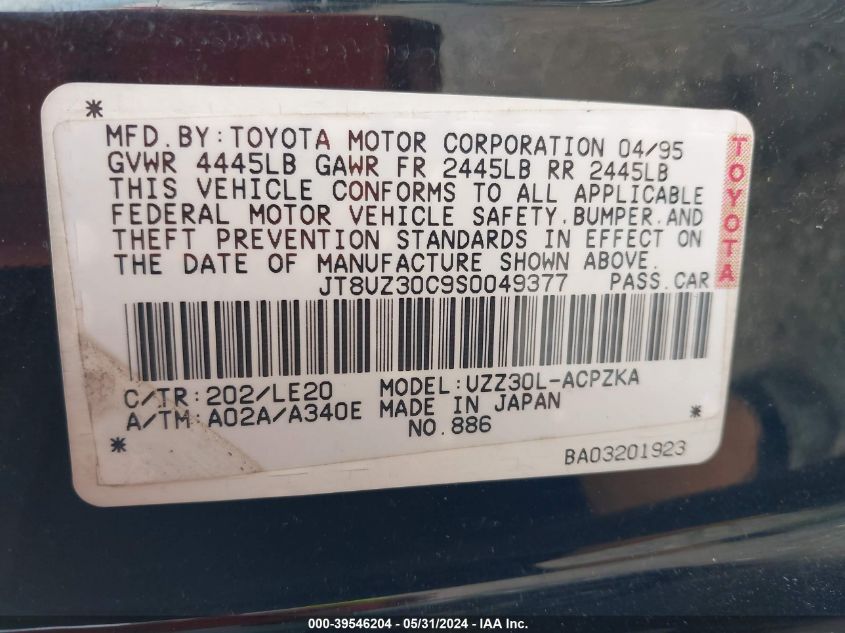 MFD.BY:TOYOTA MOTOR CORPORATION 04/95
GVWR 4445LB GAWR FR 2445LB RR 2445LB
THIS VEHICLE CONFORMS TO ALL APPLICABLE
FEDERAL MOTOR VEHICLE SAFETY,BUMPER,AND
THEFT PREVENTION STANDARDS IN EFFECT ON
THE DATE OF MANUFACTURE SHOWN ABOVE.
JT8UZ30C9S0049377 PASS.CAR
TOYOTA
C/TR:202/LE20 MODEL:UZZ30L-ACPZKA
A/TM:A02A/A340E MADE IN JAPAN
NO.886
BA03201923
000-39546204 - 05/31/2024 - IAA Inc.